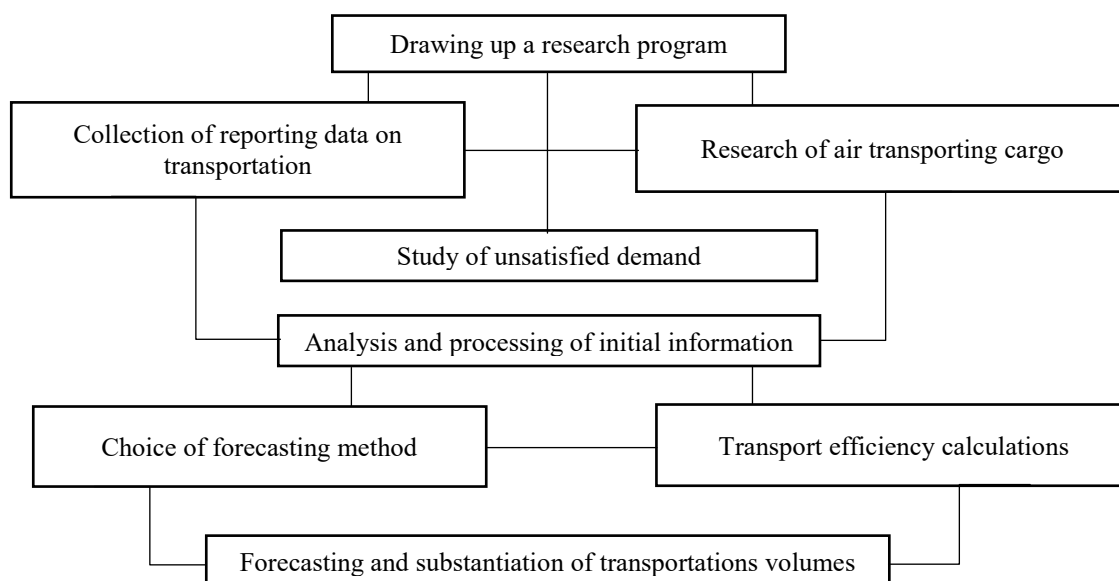 Drawing up a research program
Collection of reporting data on
transportation
Research of air transporting cargo
Study of unsatisfied demand
Analysis and processing of initial information
Choice of forecasting method
Transport efficiency calculations
Forecasting and substantiation of transportations volumes